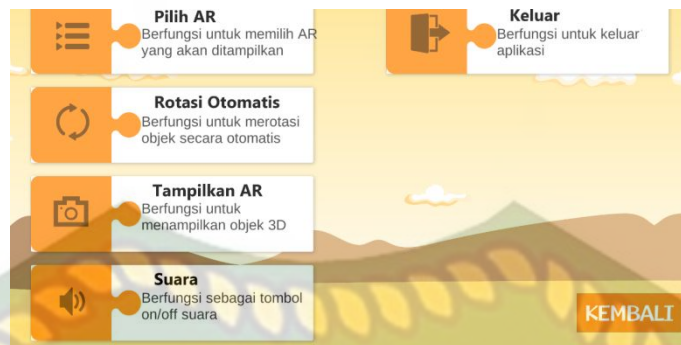 Pilih AR
Berfungsi untuk memilih AR
yang akan ditampilkan
Rotasi Otomatis
Berfungsi untuk merotasi
objek secara otomatis
Tampilkan AR
Berfungsi untuk
menampilkan objek 3D
Suara
Berfungsi sebagai tombol
on/off suara
Keluar
Berfungsi untuk keluar
aplikasi
KEMBALI